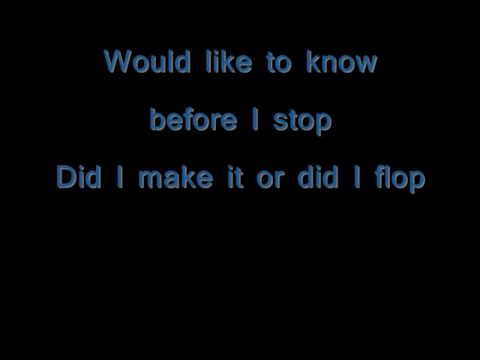 Would like to know
before I stop
Did I make it or did I flop